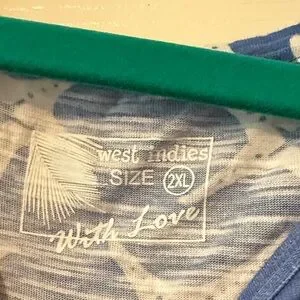 west indies
SIZE 2XL
With Love